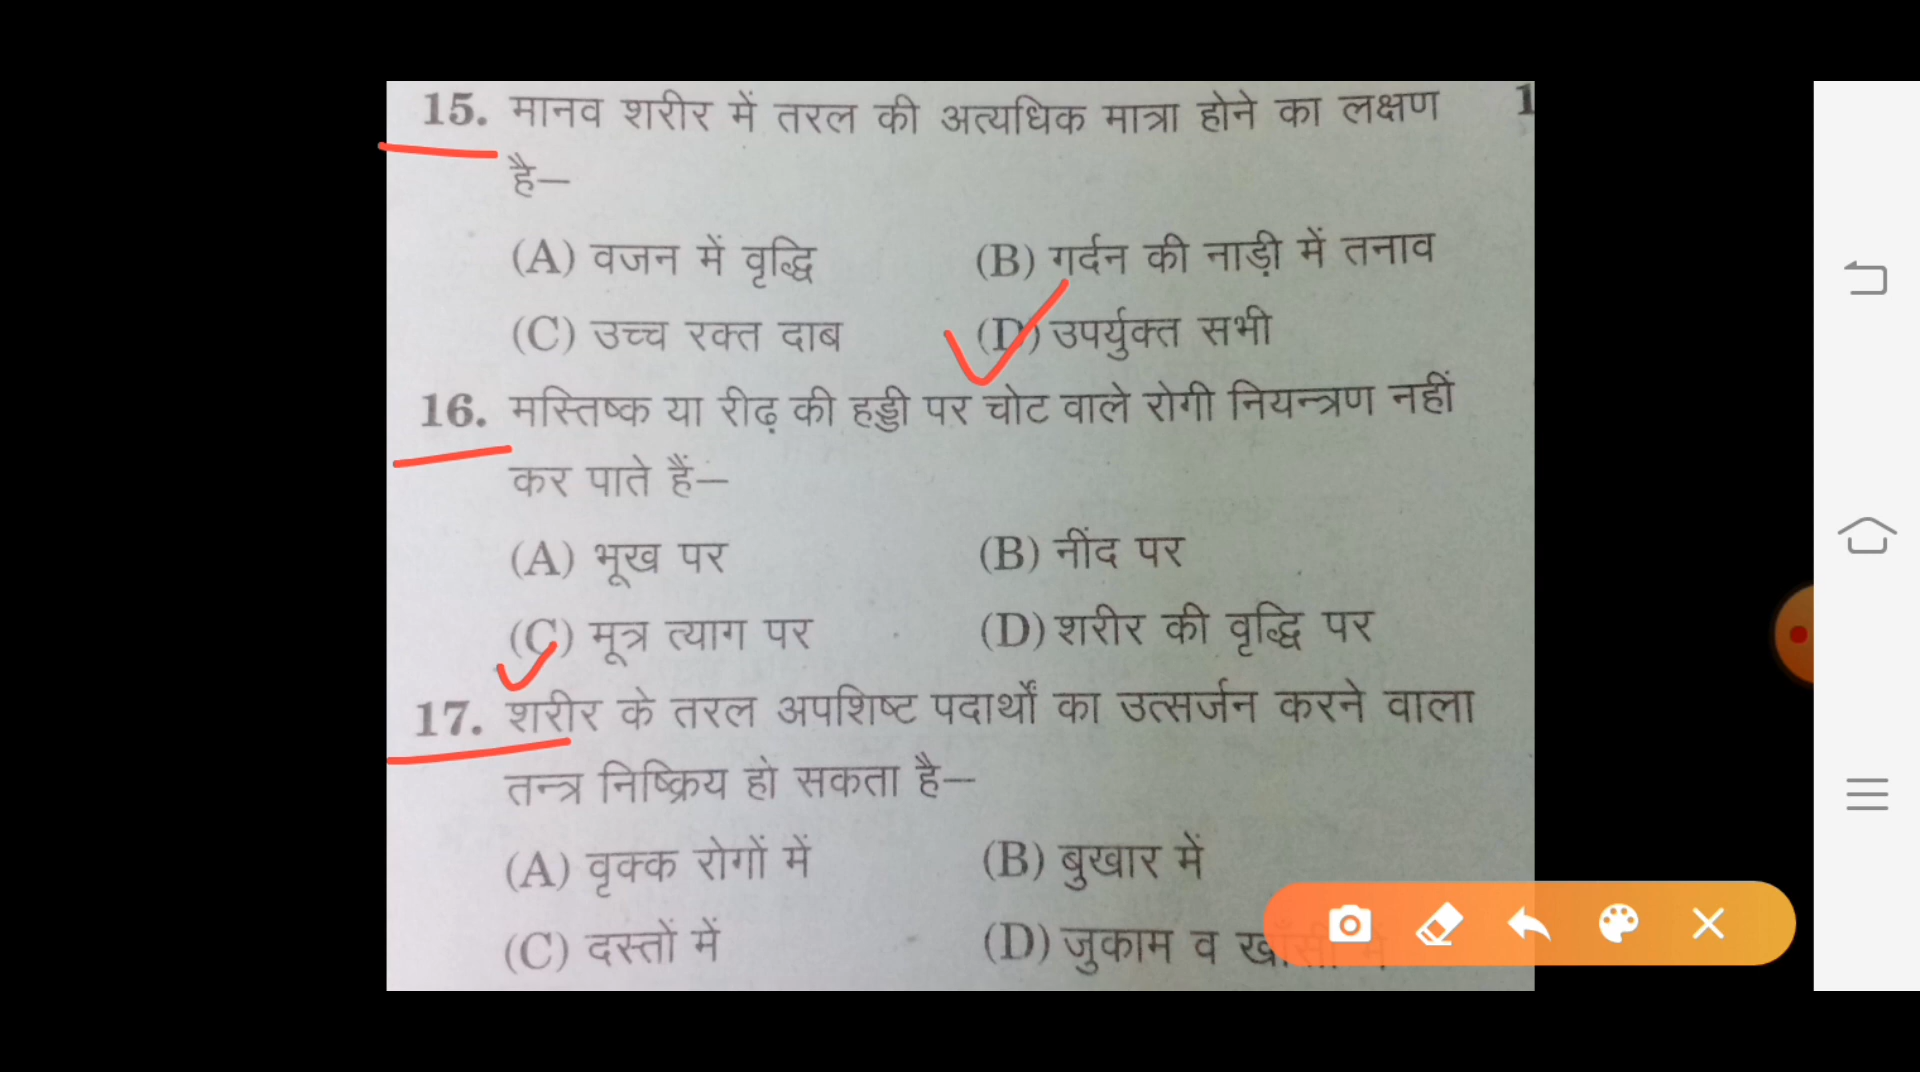 15. मानव शरीर में तरल की अत्यधिक मात्रा होने का लक्षण 1
है—
(A) वजन में वृद्धि (B) गर्दन की नाड़ी में तनाव
(C) उच्च रक्त दाब (D) उपर्युक्त सभी
16. मस्तिष्क या रीढ़ की हड्डी पर चोट वाले रोगी नियन्त्रण नहीं
कर पाते हैं—
(A) भूख पर (B) नींद पर
(C) मूत्र त्याग पर (D) शरीर की वृद्धि पर
17. शरीर के तरल अपशिष्ट पदार्थों का उत्सर्जन करने वाला
तन्त्र निष्क्रिय हो सकता है—
(A) वृक्क रोगों में (B) बुखार में
(C) दस्तों में (D) जुकाम व खाँसी में